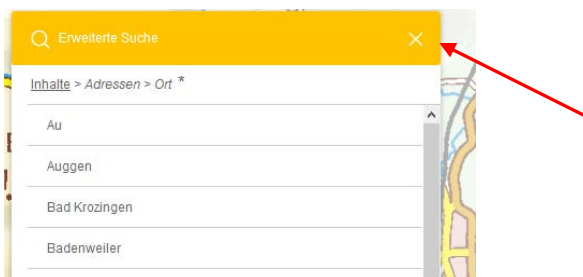 Erweiterte Suche
Inhalte > Adressen > Ort *
Au
Auggen
Bad Krozingen
Badenweiler